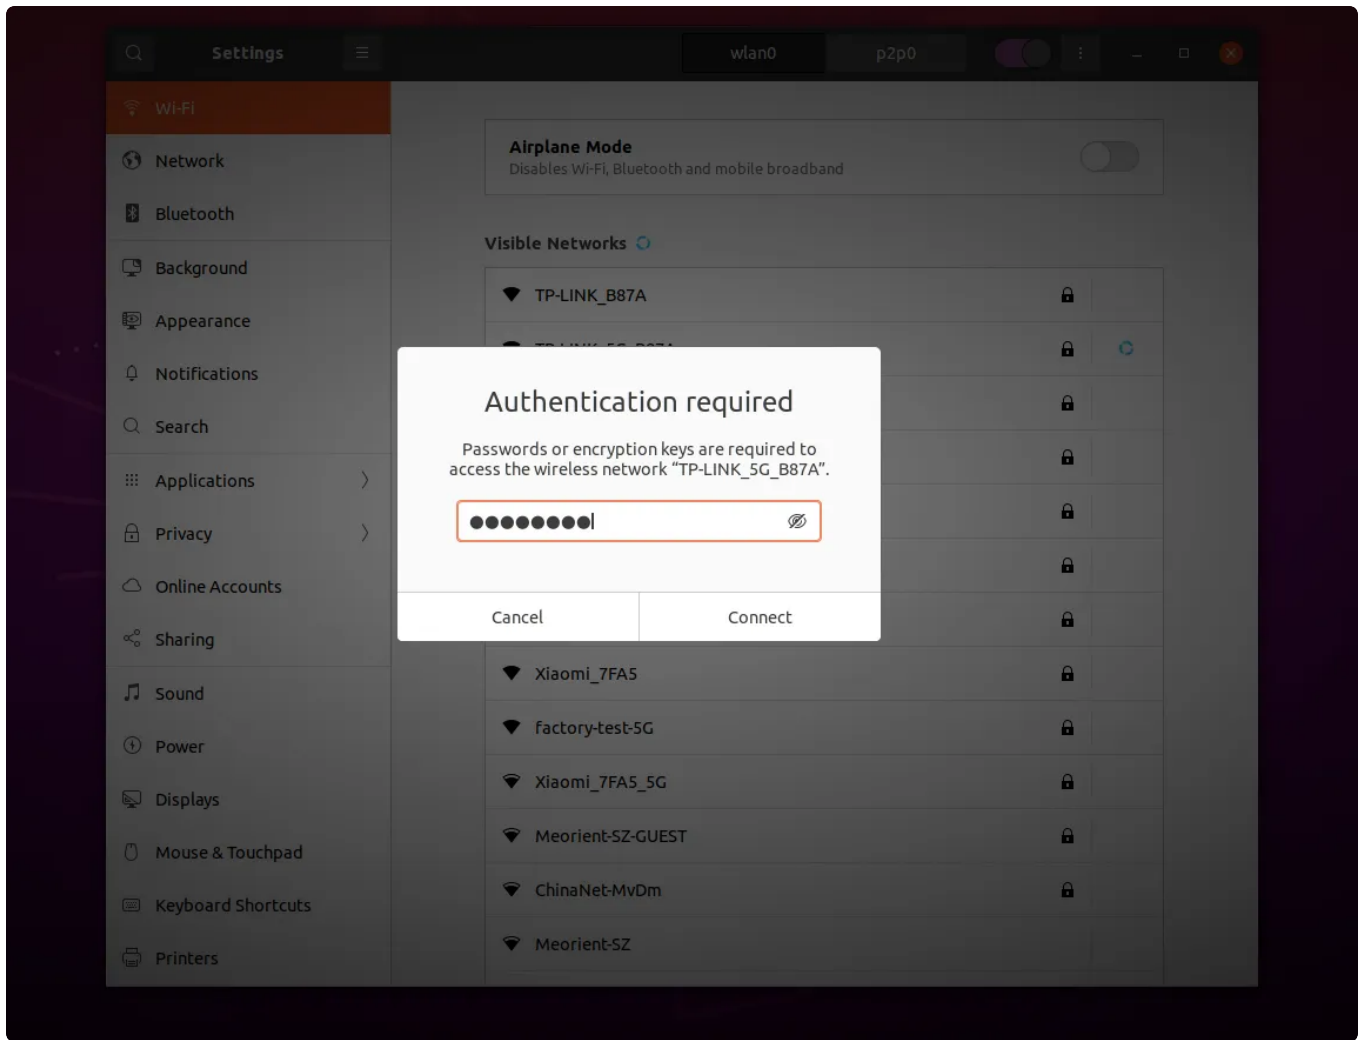 Settings
wlan0
p2p0
Wi-Fi
Network
Bluetooth
Background
Appearance
Notifications
Search
Applications
Privacy
Online Accounts
Sharing
Sound
Power
Displays
Mouse & Touchpad
Keyboard Shortcuts
Printers
Airplane Mode
Disables Wi-Fi, Bluetooth and mobile broadband
Visible Networks
TP-LINK_B87A
TP-LINK_5G_B87A
Authentication required
Passwords or encryption keys are required to
access the wireless network “TP-LINK_5G_B87A”.
Cancel
Connect
Xiaomi_7FA5
factory-test-5G
Xiaomi_7FA5_5G
Meorient-SZ-GUEST
ChinaNet-MvDm
Meorient-SZ